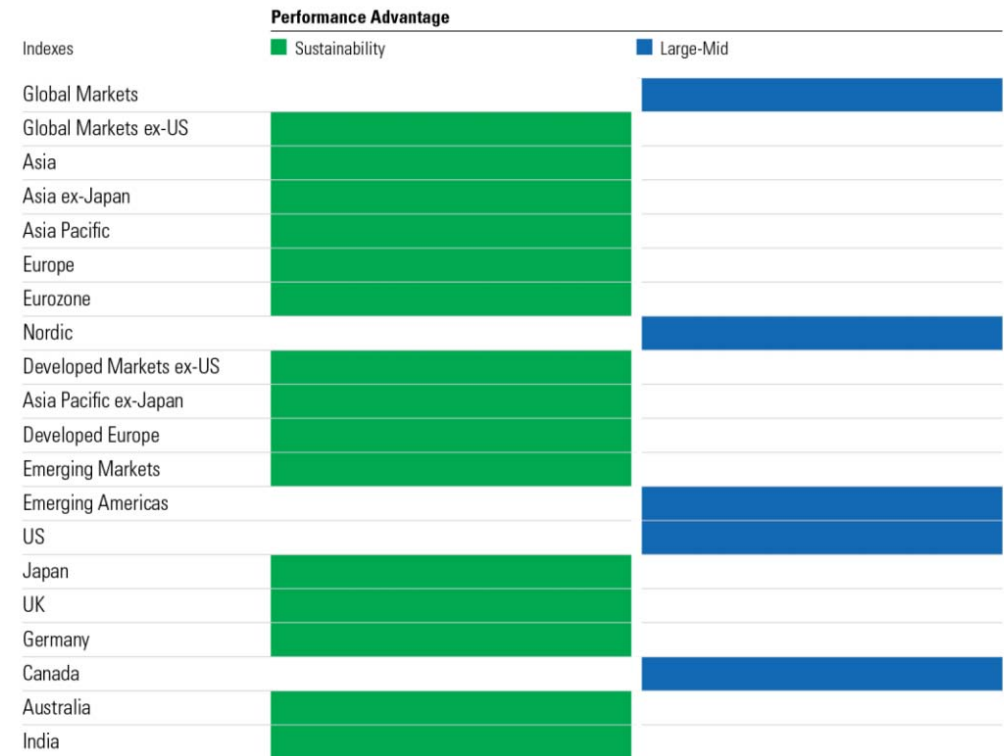 Performance Advantage
Indexes Sustainability Large-Mid
Global Markets
Global Markets ex-US
Asia
Asia ex-Japan
Asia Pacific
Europe
Eurozone
Nordic
Developed Markets ex-US
Asia Pacific ex-Japan
Developed Europe
Emerging Markets
Emerging Americas
US
Japan
UK
Germany
Canada
Australia
India